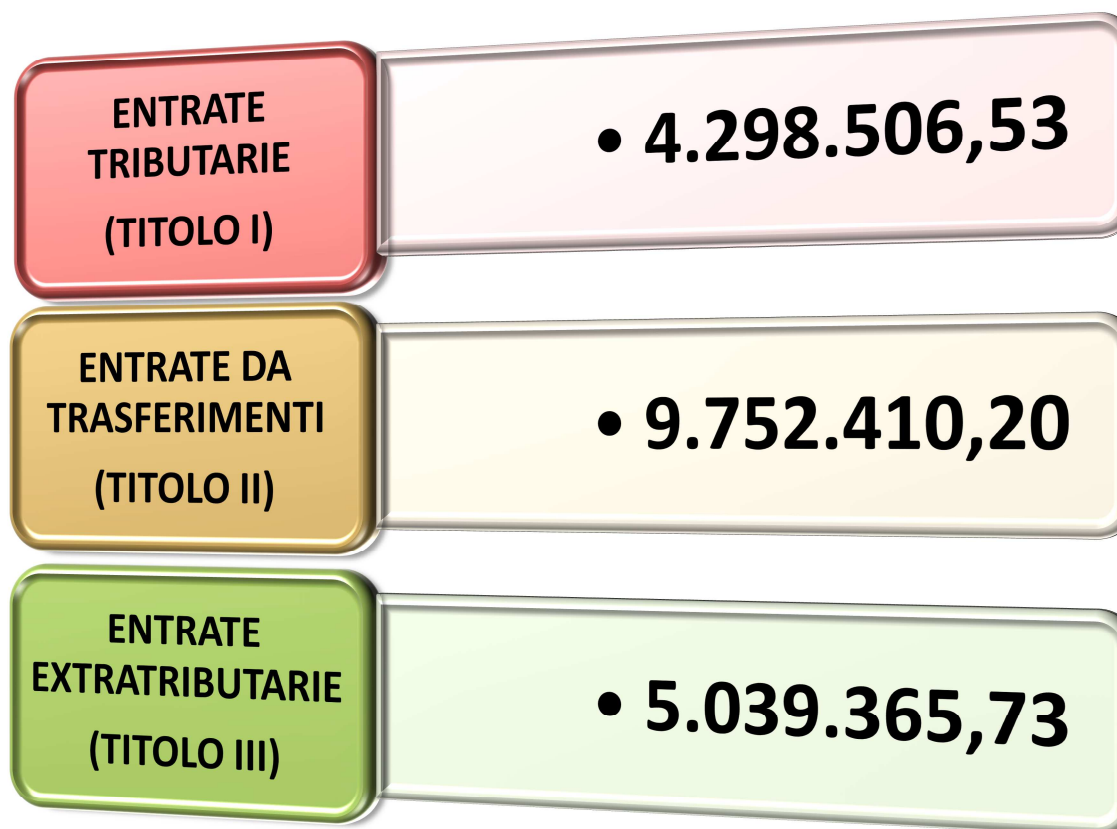 ENTRATE
TRIBUTARIE
(TITOLO I)
• 4.298.506,53
ENTRATE DA
TRASFERIMENTI
(TITOLO II)
• 9.752.410,20
ENTRATE
EXTRATRIBUTARIE
(TITOLO III)
• 5.039.365,73